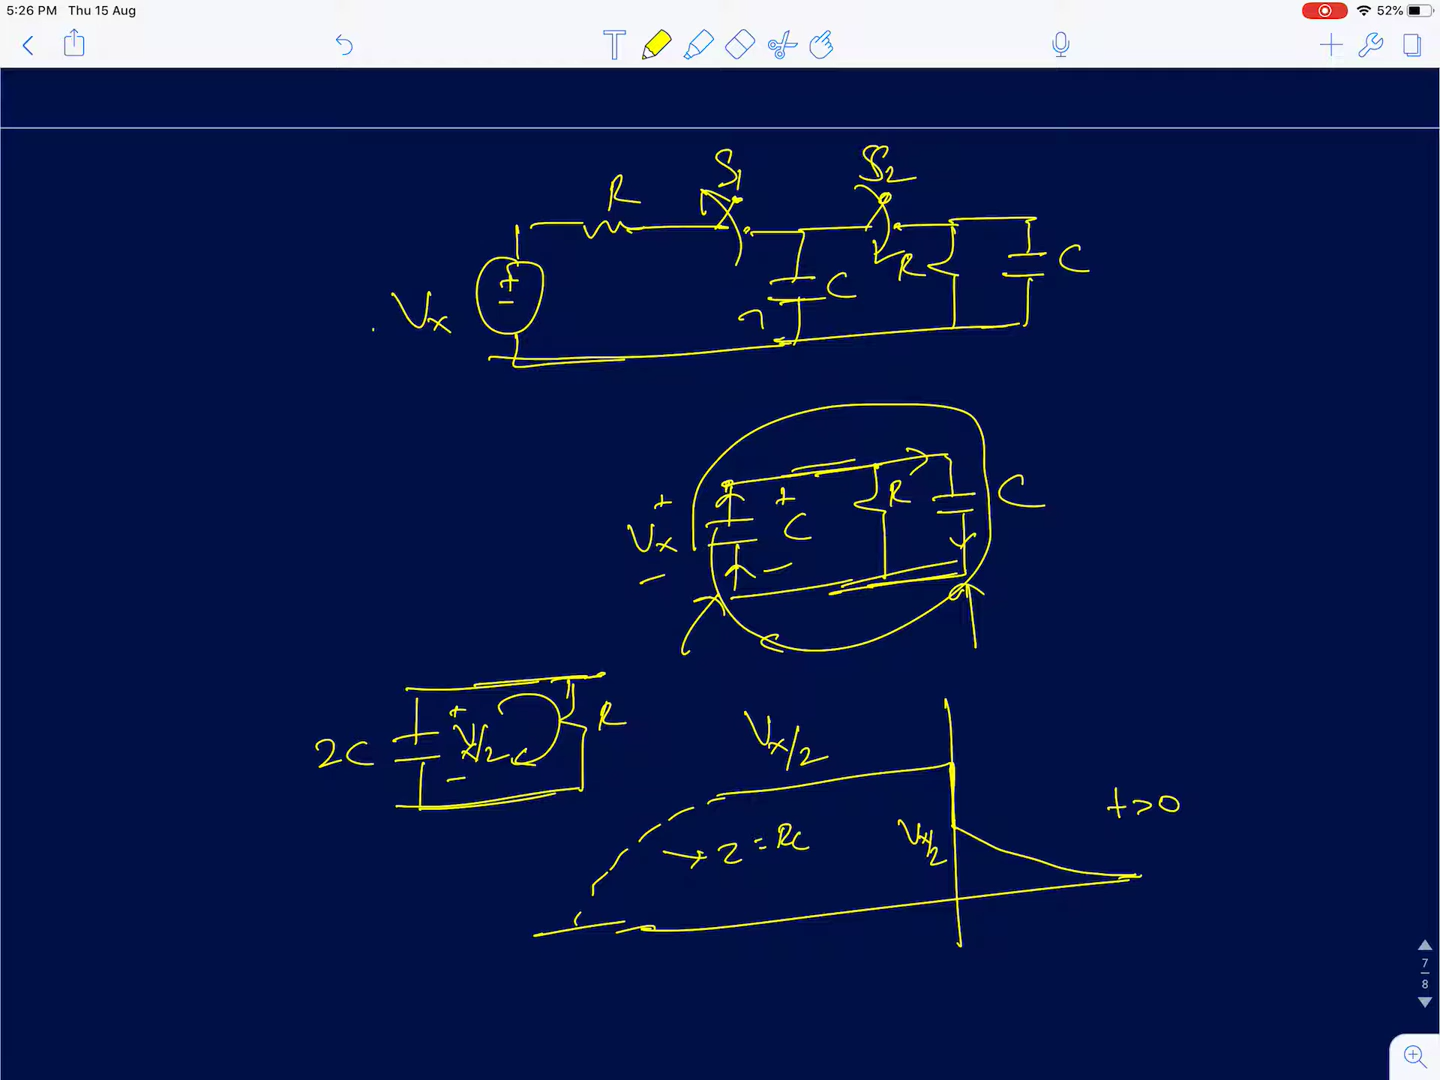 5:26 PM Thu 15 Aug
52%
T
S1
S2
R
R
C
C
+
−
Vx
+
Vx
−
+
C
−
R
C
2C
+
Vx/2
−
R
Vx/2
→ τ = RC
Vx/2
t>0
7
8